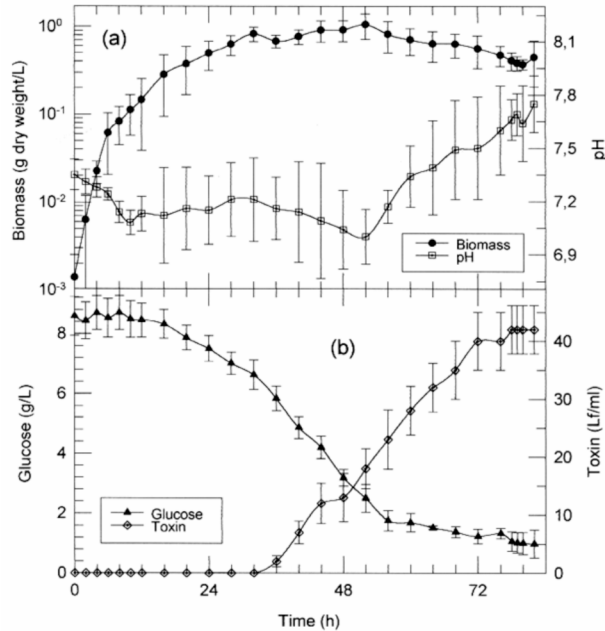 (a)
Biomass (g dry weight/L)
10⁰
10⁻¹
10⁻²
10⁻³
pH
8,1
7,8
7,5
7,2
6,9
Biomass
pH
(b)
Glucose (g/L)
8
6
4
2
0
Toxin (Lf/ml)
40
30
20
10
0
Glucose
Toxin
0 24 48 72
Time (h)